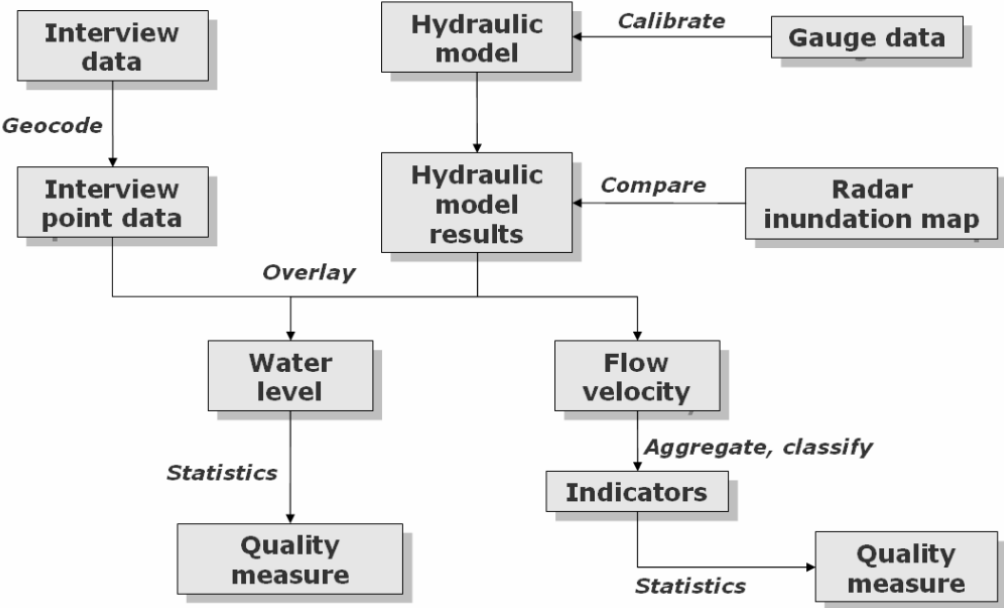 Interview
data
Hydraulic
model
Calibrate
Gauge data
Geocode
Interview
point data
Hydraulic
model
results
Compare
Radar
inundation map
Overlay
Water
level
Flow
velocity
Statistics
Aggregate, classify
Indicators
Quality
measure
Statistics
Quality
measure